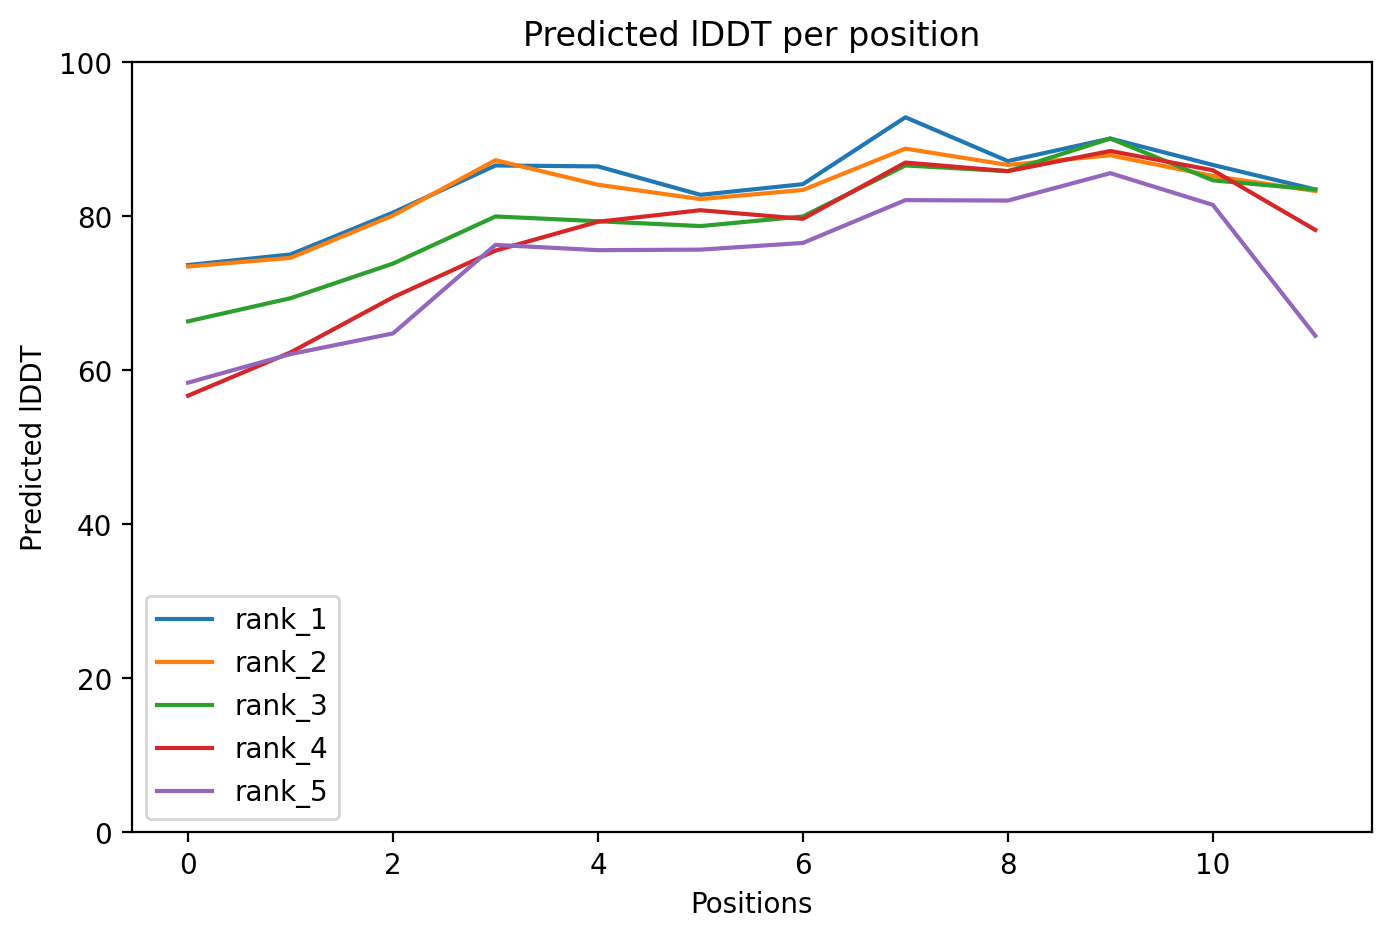 Predicted lDDT per position
Predicted lDDT
100
80
60
40
20
0
rank_1
rank_2
rank_3
rank_4
rank_5
0 2 4 6 8 10
Positions